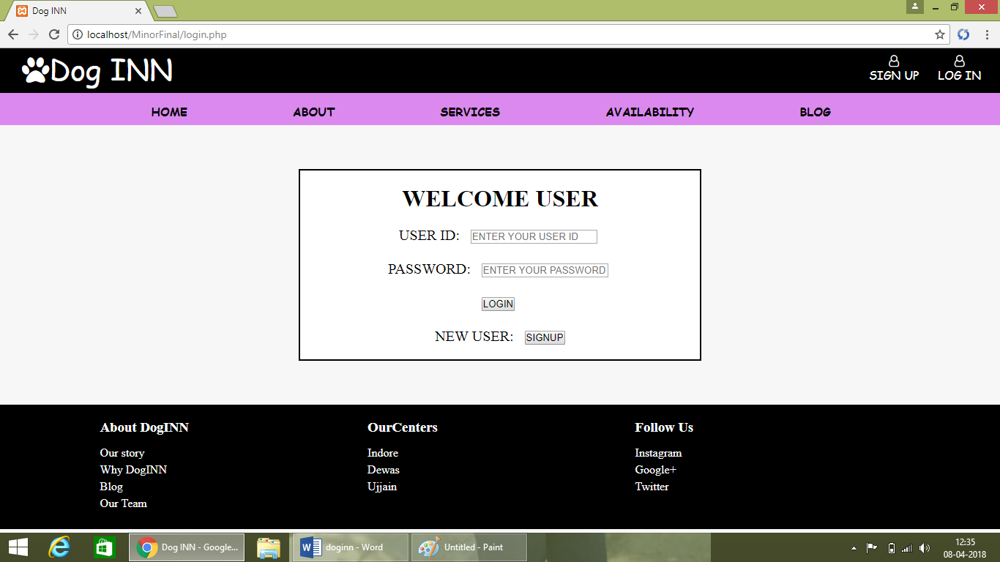 Dog INN
localhost/MinorFinal/login.php
Dog INN
SIGN UP LOG IN
HOME ABOUT SERVICES AVAILABILITY BLOG
WELCOME USER
USER ID: ENTER YOUR USER ID
PASSWORD: ENTER YOUR PASSWORD
LOGIN
NEW USER: SIGNUP
About DogINN
Our story
Why DogINN
Blog
Our Team
OurCenters
Indore
Dewas
Ujjain
Follow Us
Instagram
Google+
Twitter
Dog INN - Google... doginn - Word Untitled - Paint
12:35
08-04-2018